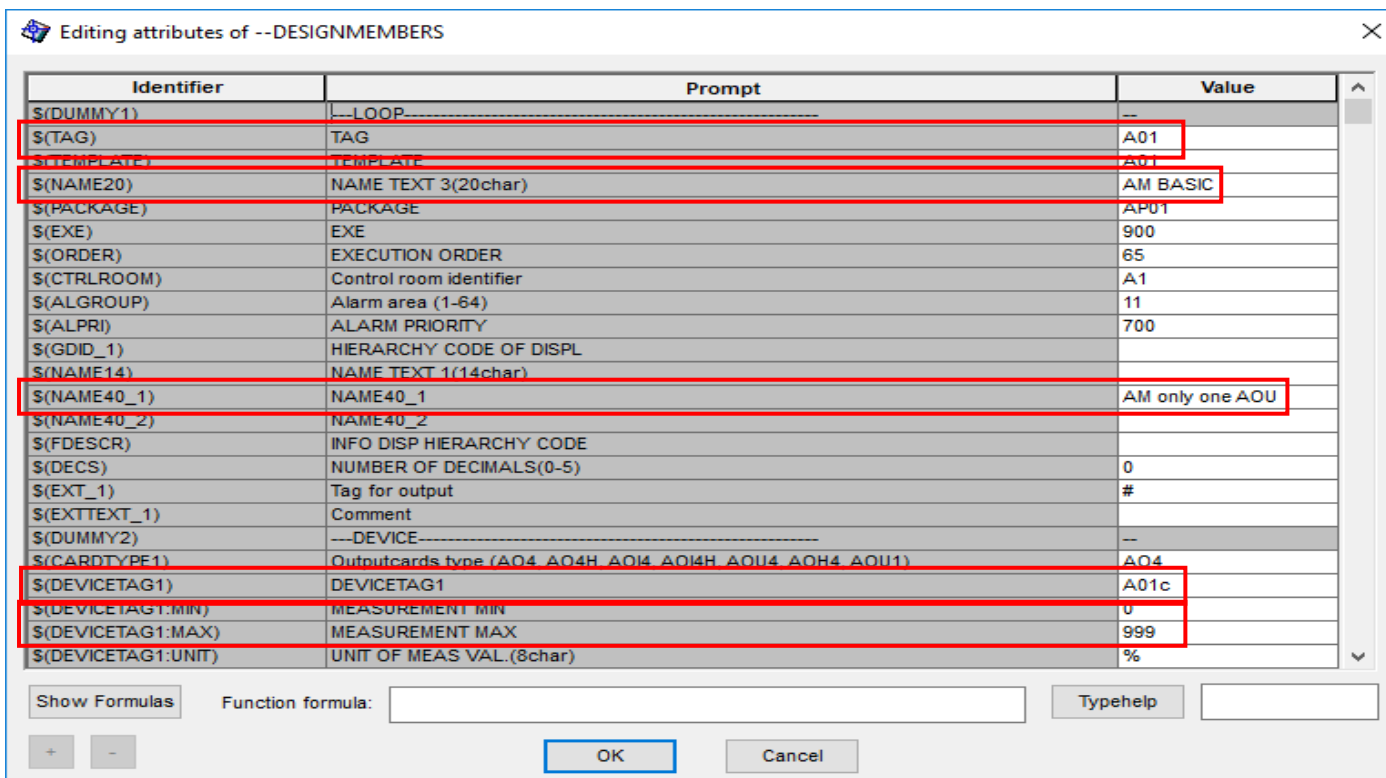 Editing attributes of --DESIGNMEMBERS
Identifier Prompt Value
$(DUMMY1) ---LOOP--------------------------------------------------------- --
$(TAG) TAG A01
$(TEMPLATE) TEMPLATE A01
$(NAME20) NAME TEXT 3(20char) AM BASIC
$(PACKAGE) PACKAGE AP01
$(EXE) EXE 900
$(ORDER) EXECUTION ORDER 65
$(CTRLROOM) Control room identifier A1
$(ALGROUP) Alarm area (1-64) 11
$(ALPRI) ALARM PRIORITY 700
$(GDID_1) HIERARCHY CODE OF DISPL
$(NAME14) NAME TEXT 1(14char)
$(NAME40_1) NAME40_1 AM only one AOU
$(NAME40_2) NAME40_2
$(FDESCR) INFO DISP HIERARCHY CODE
$(DECS) NUMBER OF DECIMALS(0-5) 0
$(EXT_1) Tag for output #
$(EXTTEXT_1) Comment
$(DUMMY2) ---DEVICE------------------------------------------------------- --
$(CARDTYPE1) Outputcards type (AO4, AO4H, AOI4, AOI4H, AOU4, AOH4, AOU1) AO4
$(DEVICETAG1) DEVICETAG1 A01c
$(DEVICETAG1:MIN) MEASUREMENT MIN 0
$(DEVICETAG1:MAX) MEASUREMENT MAX 999
$(DEVICETAG1:UNIT) UNIT OF MEAS VAL.(8char) %
Show Formulas Function formula: Typehelp
+ - OK Cancel